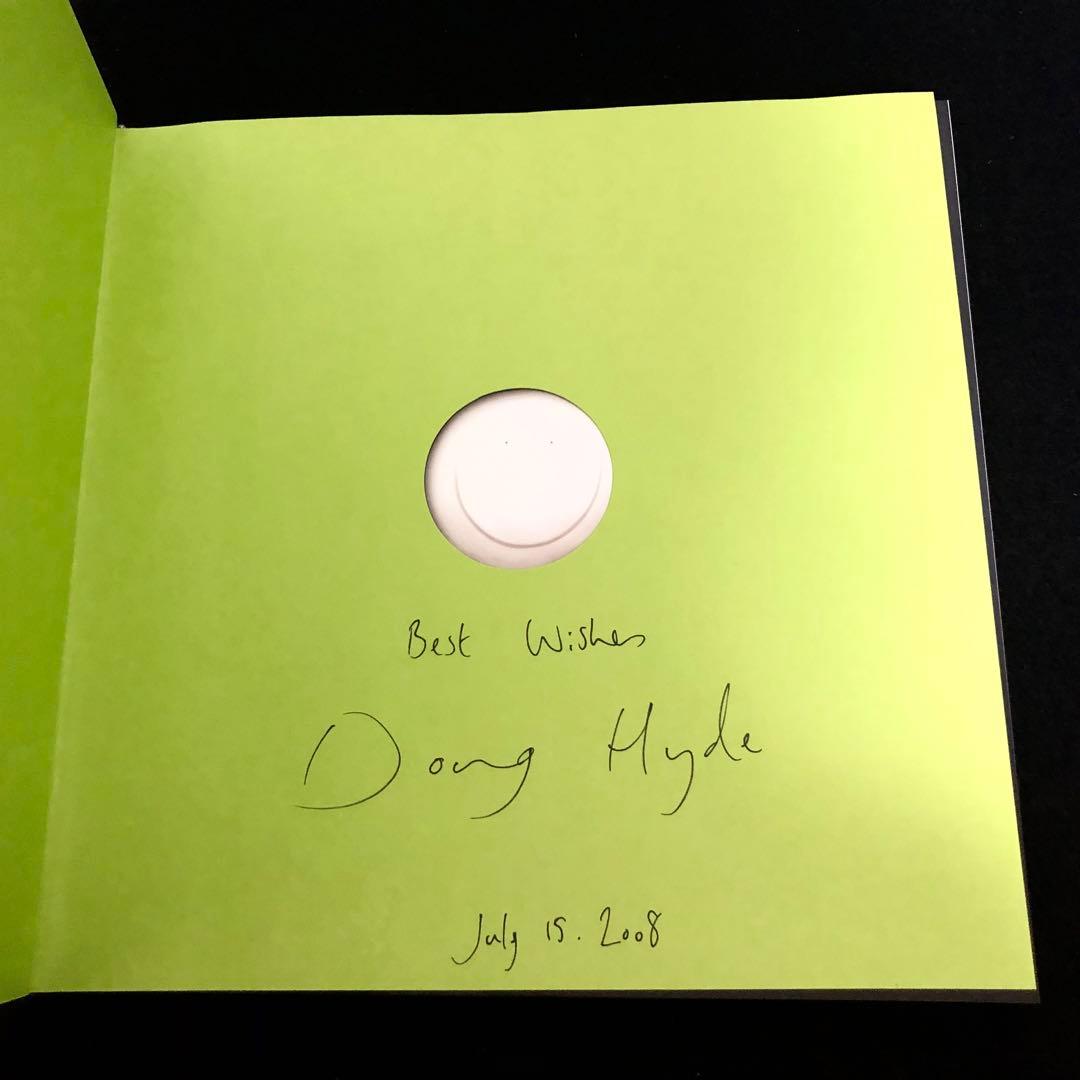 Best Wishes
Doug Hyde
July 15. 2008